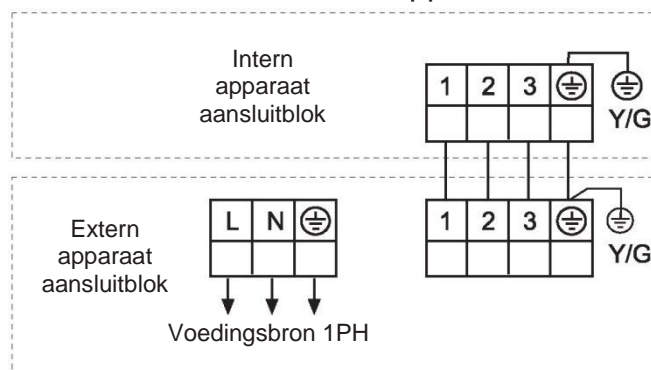 Intern
apparaat
aansluitblok
1 2 3
Y/G
Extern
apparaat
aansluitblok
L N
1 2 3
Y/G
Voedingsbron 1PH